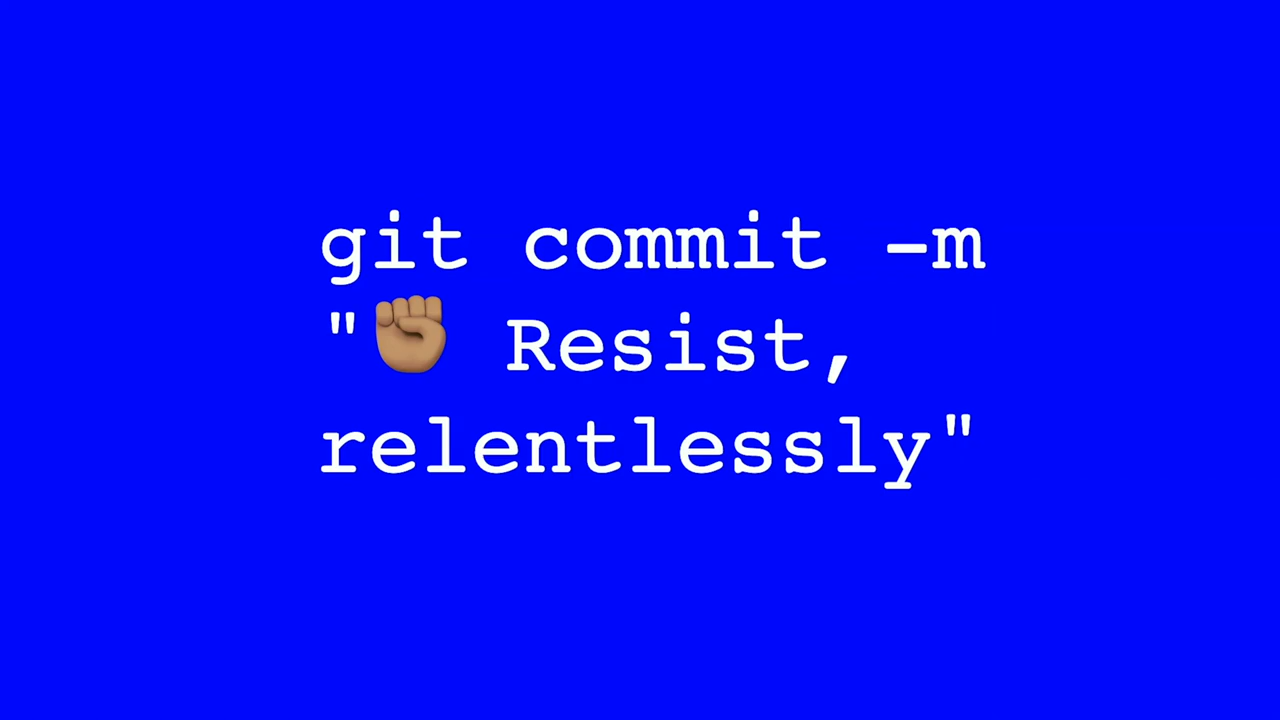 git commit -m
"✊🏽 Resist,
relentlessly"